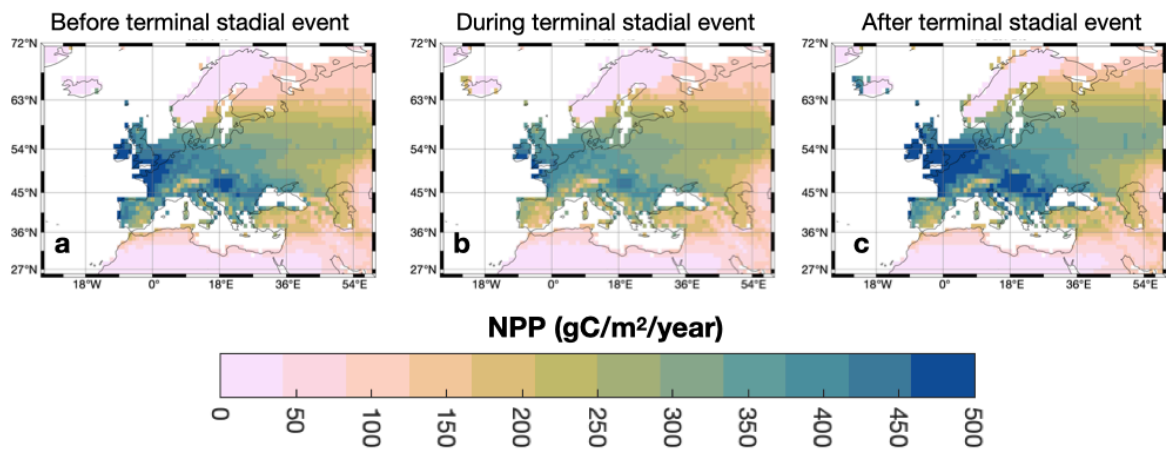 Before terminal stadial event
During terminal stadial event
After terminal stadial event
72°N
63°N
54°N
45°N
36°N
27°N
a
18°W 0° 18°E 36°E 54°E
72°N
63°N
54°N
45°N
36°N
27°N
b
18°W 0° 18°E 36°E 54°E
72°N
63°N
54°N
45°N
36°N
27°N
c
18°W 0° 18°E 36°E 54°E
NPP (gC/m²/year)
0 50 100 150 200 250 300 350 400 450 500